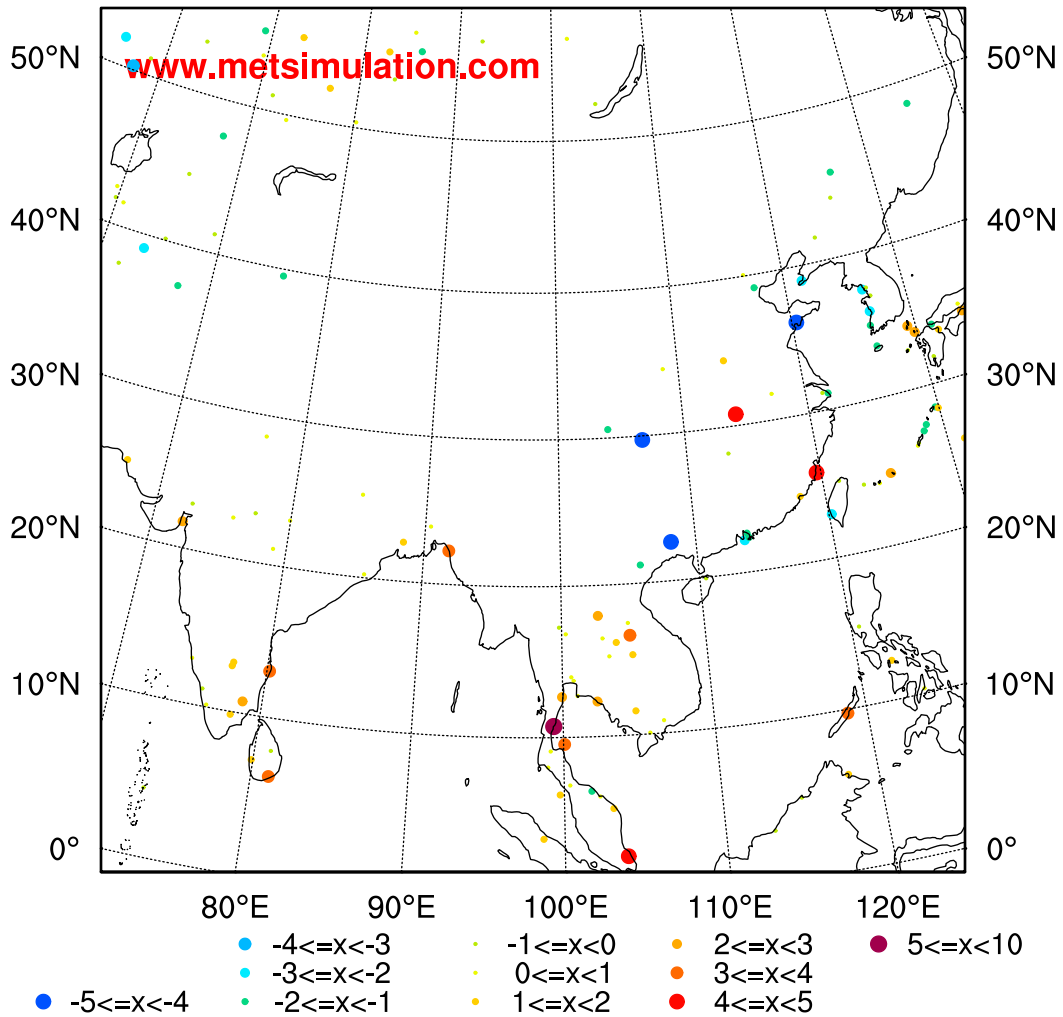 www.metsimulation.com
50°N 50°N
40°N 40°N
30°N 30°N
20°N 20°N
10°N 10°N
0° 0°
80°E 90°E 100°E 110°E 120°E
-4<=x<-3 -1<=x<0 2<=x<3 5<=x<10
-3<=x<-2 0<=x<1 3<=x<4
-5<=x<-4 -2<=x<-1 1<=x<2 4<=x<5